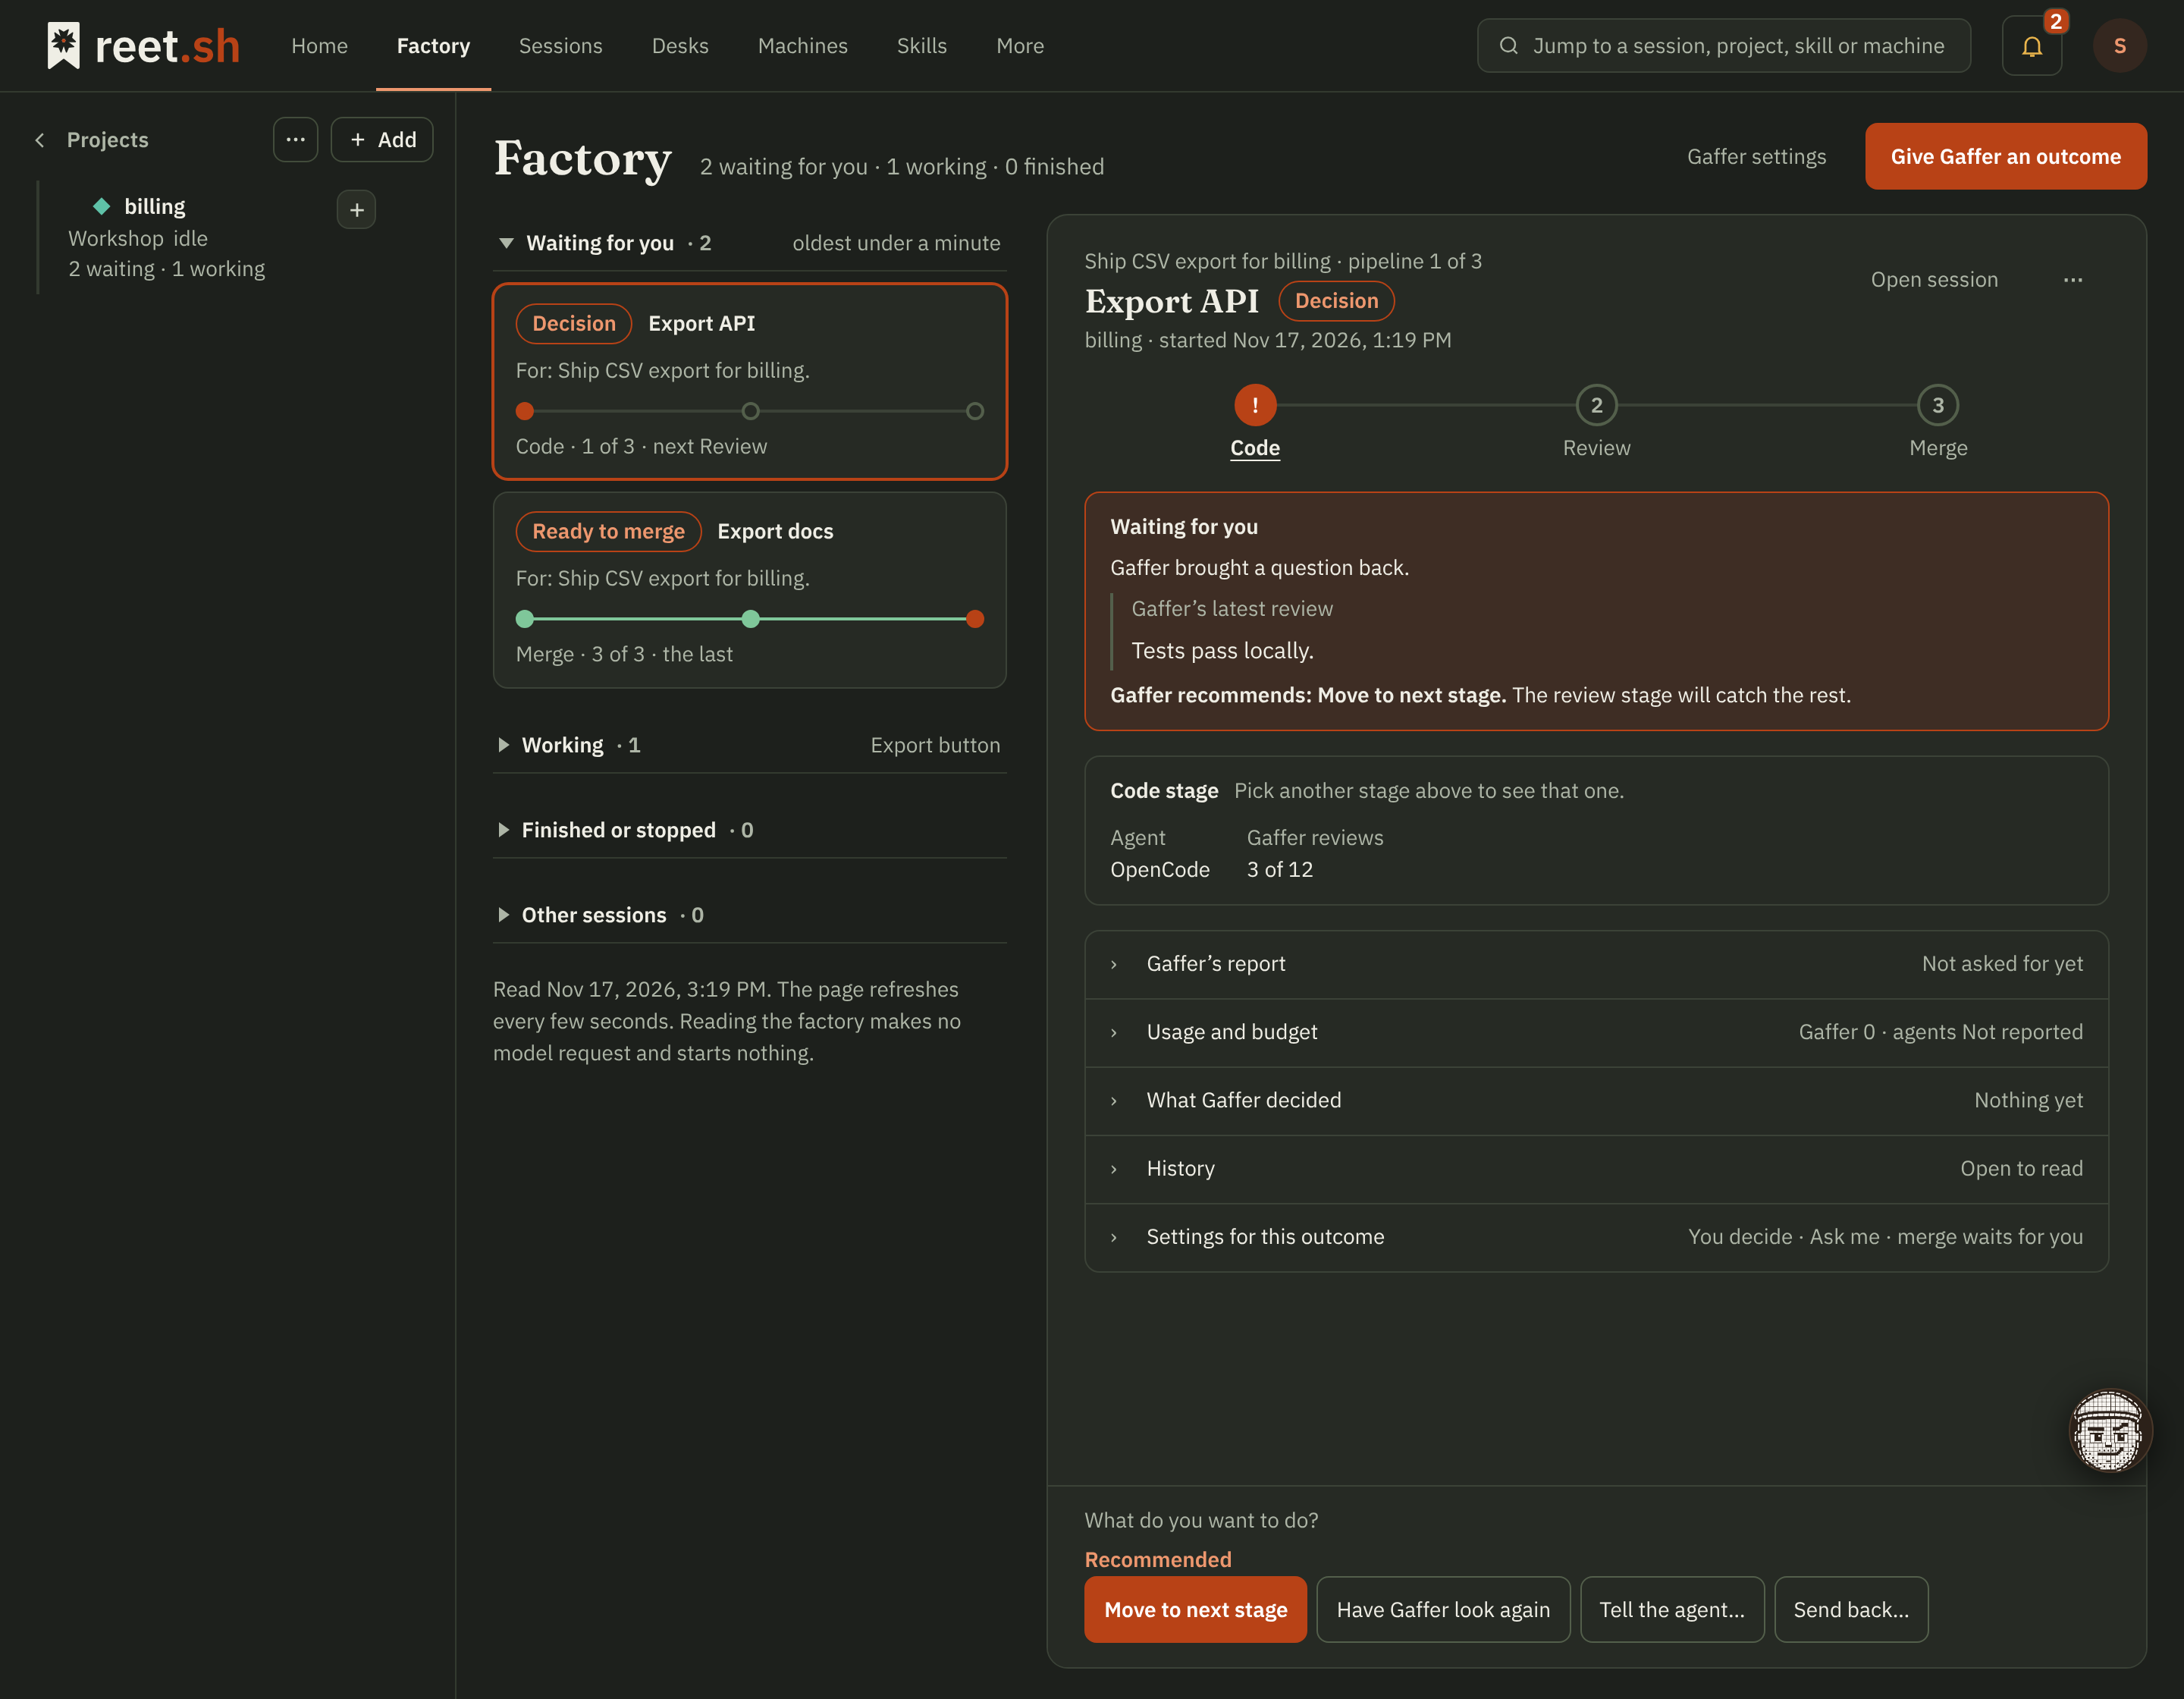 reet.sh
Home
Factory
Sessions
Desks
Machines
Skills
More
Jump to a session, project, skill or machine
2
S
Projects
Add
billing
Workshop idle
2 waiting · 1 working
Factory
2 waiting for you · 1 working · 0 finished
Gaffer settings
Give Gaffer an outcome
Waiting for you · 2
oldest under a minute
Decision
Export API
For: Ship CSV export for billing.
Code · 1 of 3 · next Review
Ready to merge
Export docs
For: Ship CSV export for billing.
Merge · 3 of 3 · the last
Working · 1
Export button
Finished or stopped · 0
Other sessions · 0
Read Nov 17, 2026, 3:19 PM. The page refreshes
every few seconds. Reading the factory makes no
model request and starts nothing.
Ship CSV export for billing · pipeline 1 of 3
Export API
Decision
billing · started Nov 17, 2026, 1:19 PM
Open session
!
2
3
Code
Review
Merge
Waiting for you
Gaffer brought a question back.
Gaffer’s latest review
Tests pass locally.
Gaffer recommends: Move to next stage. The review stage will catch the rest.
Code stage Pick another stage above to see that one.
Agent
Gaffer reviews
OpenCode
3 of 12
Gaffer’s report
Not asked for yet
Usage and budget
Gaffer 0 · agents Not reported
What Gaffer decided
Nothing yet
History
Open to read
Settings for this outcome
You decide · Ask me · merge waits for you
What do you want to do?
Recommended
Move to next stage
Have Gaffer look again
Tell the agent...
Send back...